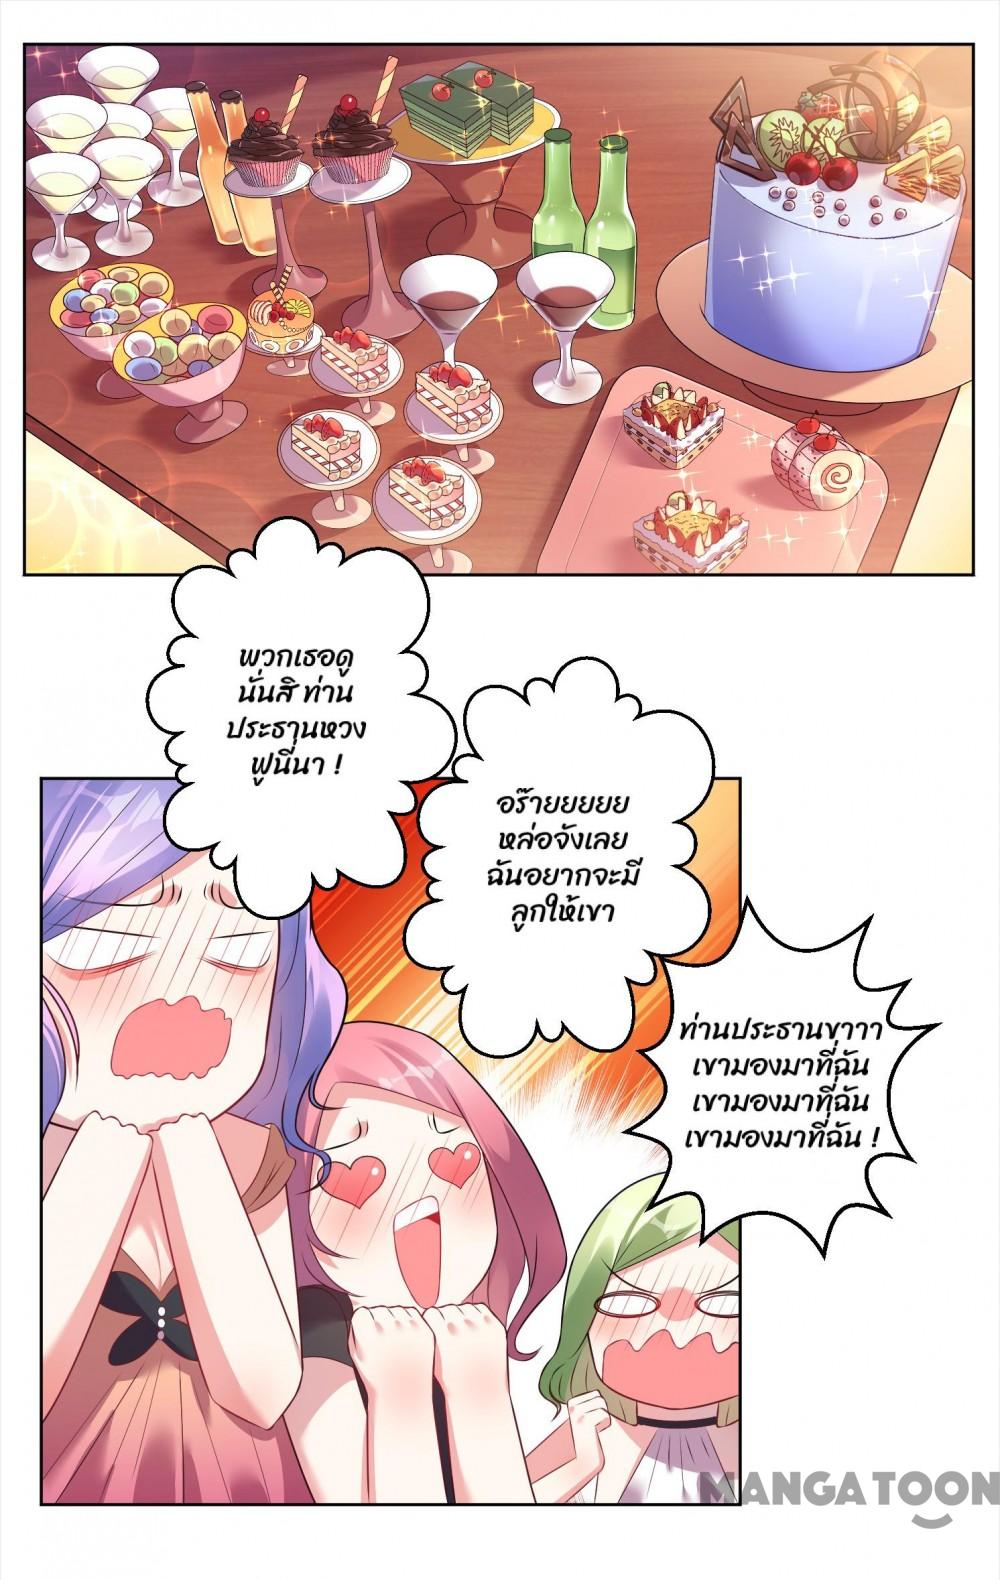 พวกเธอดู
นั่นสิ ท่าน
ประธานหวง
ฟูนี่นา !
อร๊ายยยยย
หล่อจังเลย
ฉันอยากจะมี
ลูกให้เขา
ท่านประธานขาาา
เขามองมาที่ฉัน
เขามองมาที่ฉัน
เขามองมาที่ฉัน !
MANGATOON